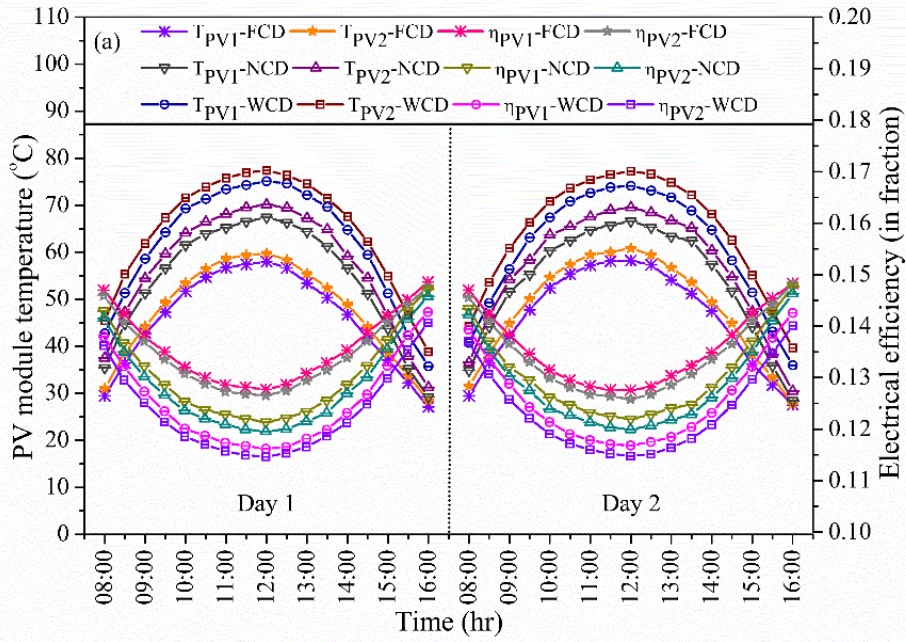 (a)
T_PV1-FCD T_PV2-FCD η_PV1-FCD η_PV2-FCD
T_PV1-NCD T_PV2-NCD η_PV1-NCD η_PV2-NCD
T_PV1-WCD T_PV2-WCD η_PV1-WCD η_PV2-WCD
PV module temperature (°C)
110
100
90
80
70
60
50
40
30
20
10
0
Day 1
Day 2
0.20
0.19
0.18
0.17
0.16
0.15
0.14
0.13
0.12
0.11
0.10
Electrical efficiency (in fraction)
08:00 09:00 10:00 11:00 12:00 13:00 14:00 15:00 16:00 08:00 09:00 10:00 11:00 12:00 13:00 14:00 15:00 16:00
Time (hr)